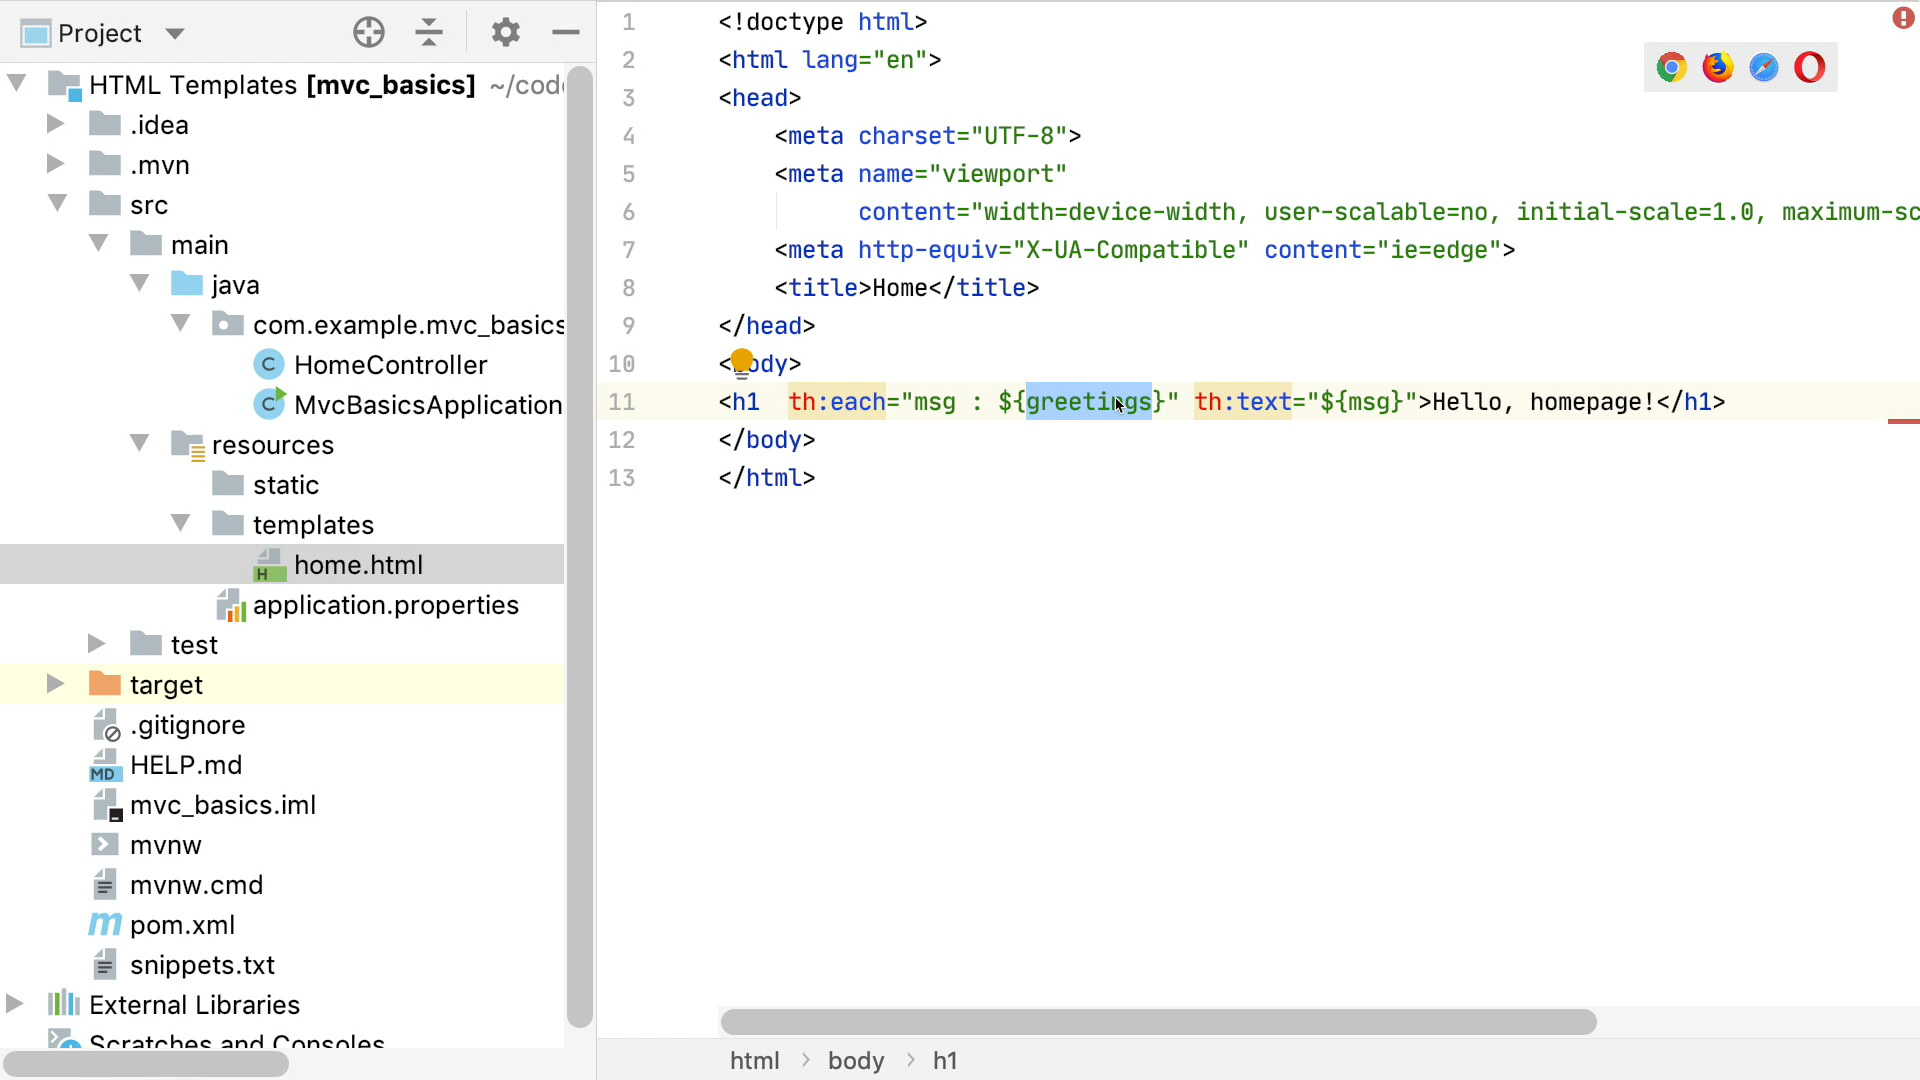 Project
HTML Templates [mvc_basics] ~/code
.idea
.mvn
src
main
java
com.example.mvc_basics
HomeController
MvcBasicsApplication
resources
static
templates
home.html
application.properties
test
target
.gitignore
HELP.md
mvc_basics.iml
mvnw
mvnw.cmd
pom.xml
snippets.txt
External Libraries
Scratches and Consoles
1 <!doctype html>
2 <html lang="en">
3 <head>
4 <meta charset="UTF-8">
5 <meta name="viewport"
6 content="width=device-width, user-scalable=no, initial-scale=1.0, maximum-sc
7 <meta http-equiv="X-UA-Compatible" content="ie=edge">
8 <title>Home</title>
9 </head>
10 <body>
11 <h1 th:each="msg : ${greetings}" th:text="${msg}">Hello, homepage!</h1>
12 </body>
13 </html>
html > body > h1